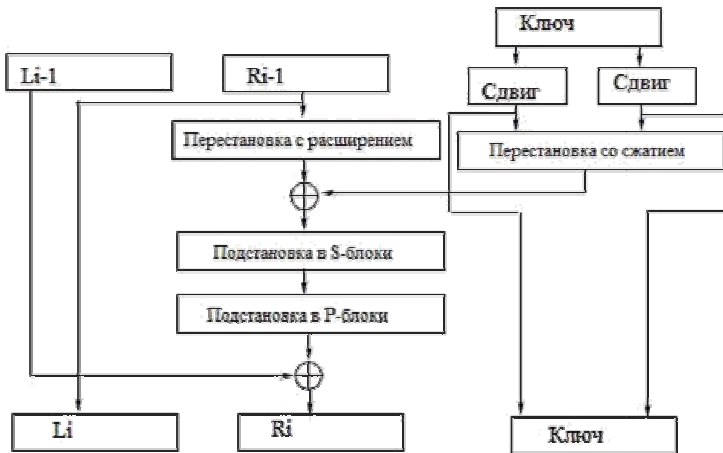 Ключ
Li-1
Ri-1
Сдвиг
Сдвиг
Перестановка с расширением
Перестановка со сжатием
Подстановка в S-блоки
Подстановка в P-блоки
Li
Ri
Ключ